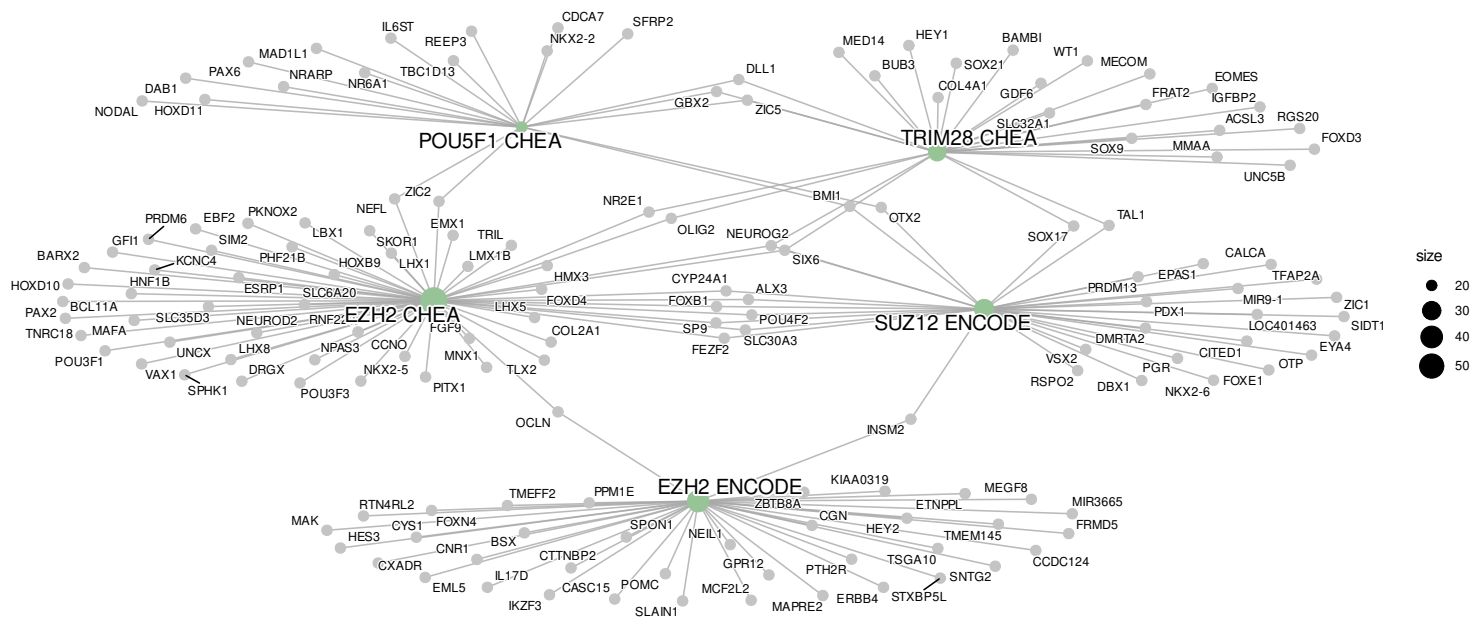 CDCA7
SFRP2
IL6ST
REEP3
NKX2-2
MAD1L1
TBC1D13
PAX6
NRARP
NR6A1
DAB1
NODAL
HOXD11
POU5F1 CHEA
DLL1
GBX2
ZIC5
MED14
HEY1
BAMBI
WT1
BUB3
SOX21
MECOM
COL4A1
GDF6
EOMES
FRAT2
IGFBP2
SLC32A1
ACSL3
RGS20
TRIM28 CHEA
SOX9
MMAA
FOXD3
UNC5B
ZIC2
NEFL
NR2E1
OLIG2
BMI1
OTX2
NEUROG2
SIX6
SOX17
TAL1
PRDM6
EBF2
PKNOX2
LBX1
EMX1
TRIL
GFI1
SIM2
SKOR1
BARX2
KCNC4
PHF21B
HOXB9
LHX1
LMX1B
HOXD10
HNF1B
ESRP1
SLC6A20
HMX3
PAX2
BCL11A
LHX5
FOXD4
TNRC18
MAFA
SLC35D3
NEUROD2
EZH2 CHEA
FGF9
COL2A1
POU3F1
UNCX
LHX8
NPAS3
CCNO
MNX1
TLX2
VAX1
SPHK1
DRGX
POU3F3
NKX2-5
PITX1
CYP24A1
ALX3
FOXB1
POU4F2
SP9
SLC30A3
FEZF2
SUZ12 ENCODE
CALCA
EPAS1
TFAP2A
PRDM13
MIR9-1
ZIC1
PDX1
SIDT1
LOC401463
DMRTA2
EYA4
VSX2
CITED1
OTP
RSPO2
PGR
DBX1
NKX2-6
FOXE1
OCLN
INSM2
EZH2 ENCODE
KIAA0319
MEGF8
RTN4RL2
TMEFF2
PPM1E
ZBTB8A
ETNPPL
MIR3665
MAK
CYS1
FOXN4
SPON1
CGN
HEY2
FRMD5
HES3
CNR1
BSX
NEIL1
TMEM145
CXADR
CTTNBP2
GPR12
TSGA10
CCDC124
EML5
IL17D
CASC15
POMC
MCF2L2
PTH2R
SNTG2
IKZF3
SLAIN1
MAPRE2
ERBB4
STXBP5L
size
20
30
40
50